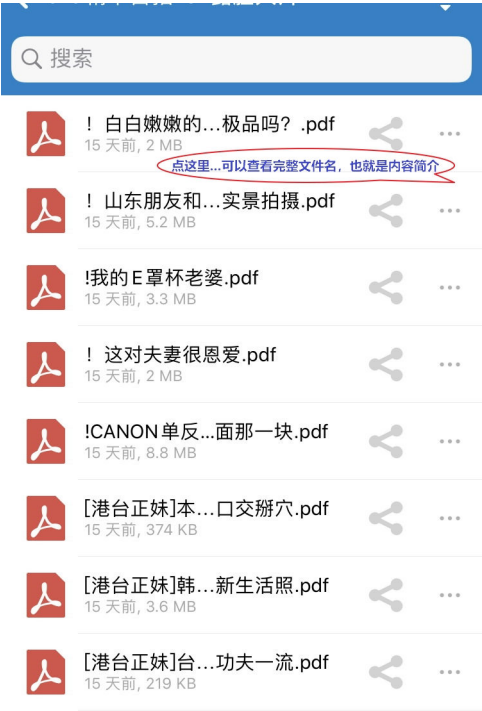 搜索
! 白白嫩嫩的...极品吗? .pdf
15 天前, 2 MB
点这里...可以查看完整文件名，也就是内容简介
! 山东朋友和...实景拍摄.pdf
15 天前, 5.2 MB
!我的E罩杯老婆.pdf
15 天前, 3.3 MB
! 这对夫妻很恩爱.pdf
15 天前, 2 MB
!CANON单反...面那一块.pdf
15 天前, 8.8 MB
[港台正妹]本...口交掰穴.pdf
15 天前, 374 KB
[港台正妹]韩...新生活照.pdf
15 天前, 3.6 MB
[港台正妹]台...功夫一流.pdf
15 天前, 219 KB